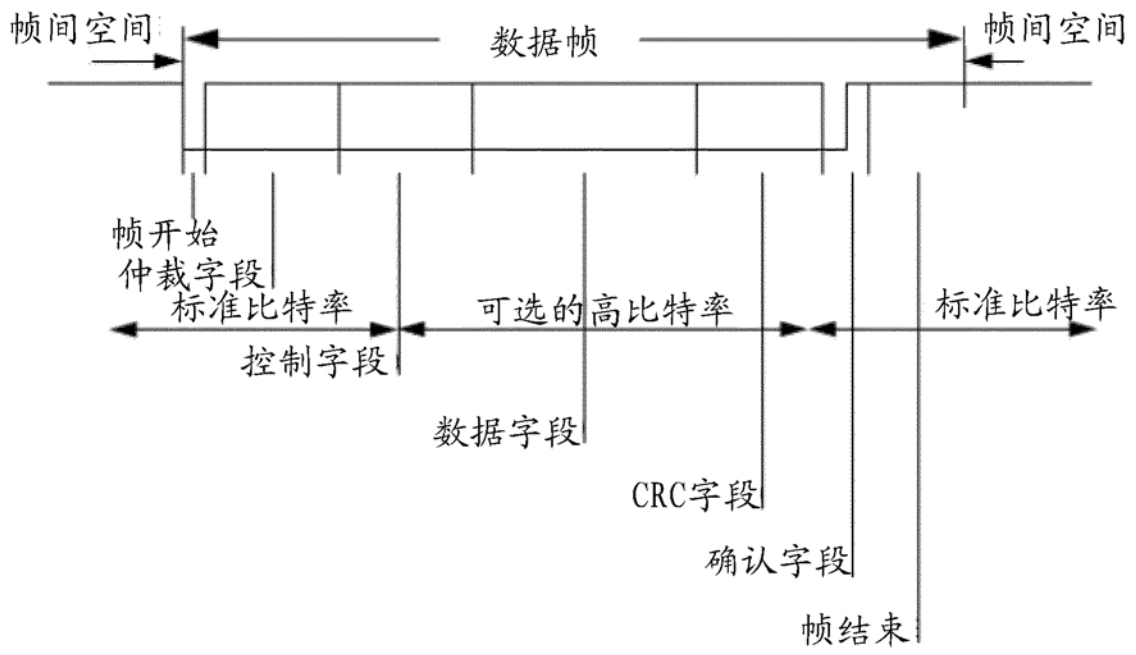 帧间空间
数据帧
帧间空间
帧开始
仲裁字段
标准比特率
可选的高比特率
标准比特率
控制字段
数据字段
CRC字段
确认字段
帧结束